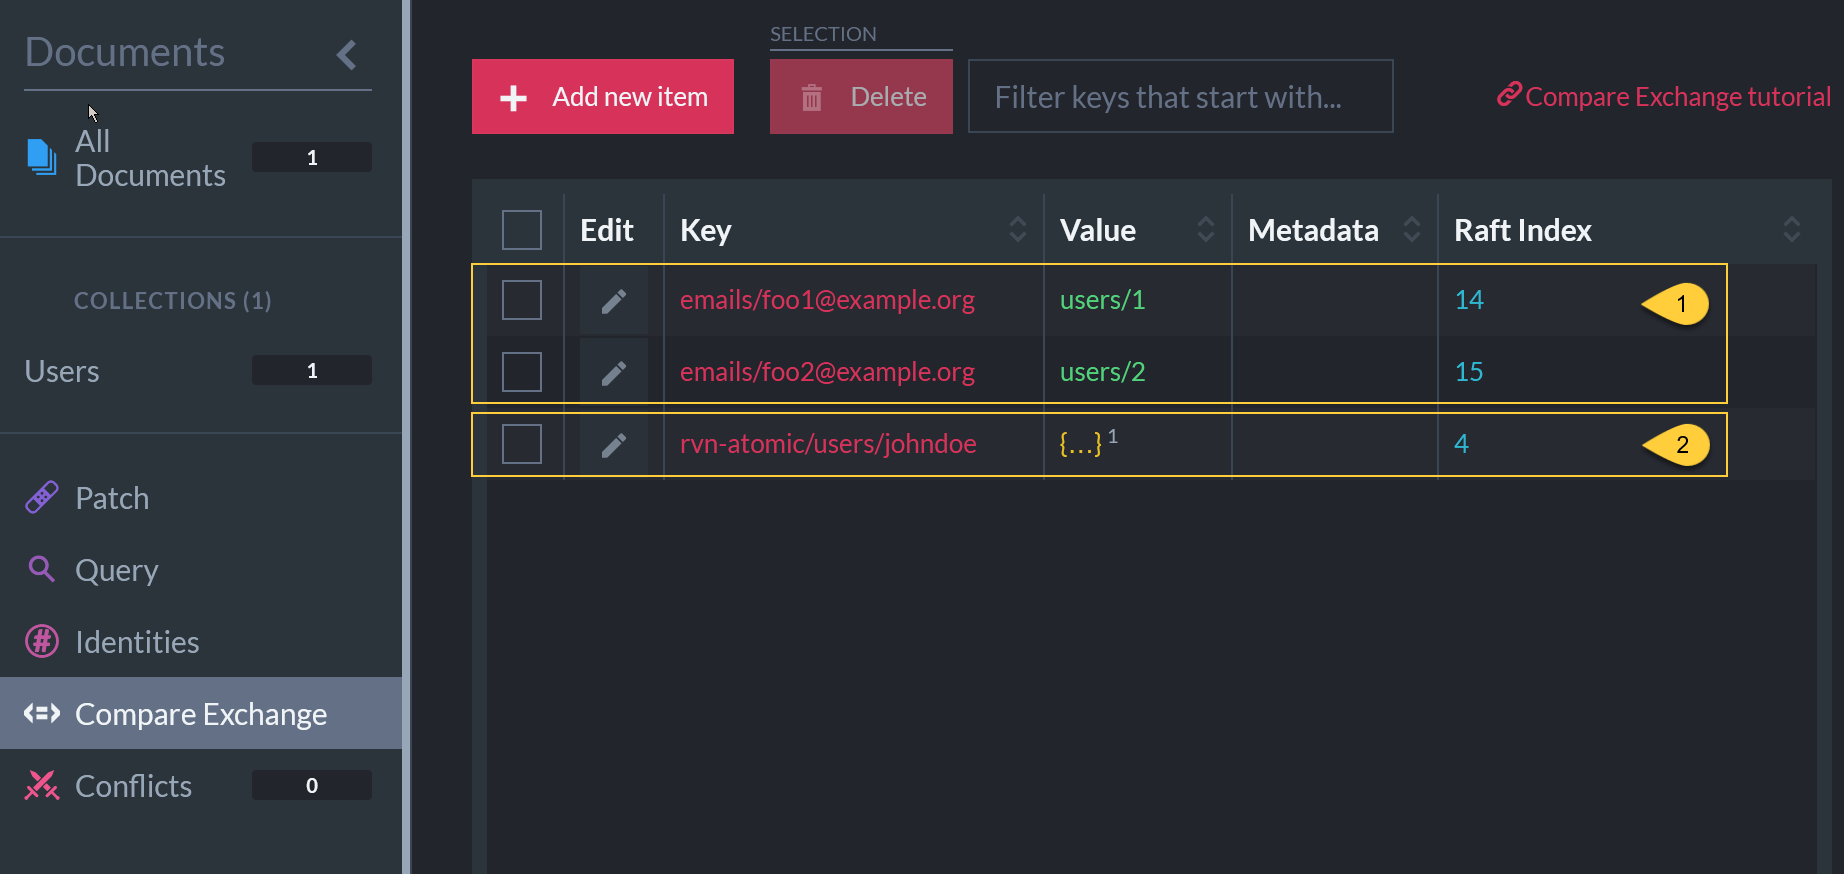 Documents
All
Documents
1
COLLECTIONS (1)
Users
1
Patch
Query
Identities
Compare Exchange
Conflicts
0
SELECTION
Add new item
Delete
Filter keys that start with...
Compare Exchange tutorial
Edit Key Value Metadata Raft Index
emails/foo1@example.org users/1 14 1
emails/foo2@example.org users/2 15
rvn-atomic/users/johndoe {...} 1 4 2